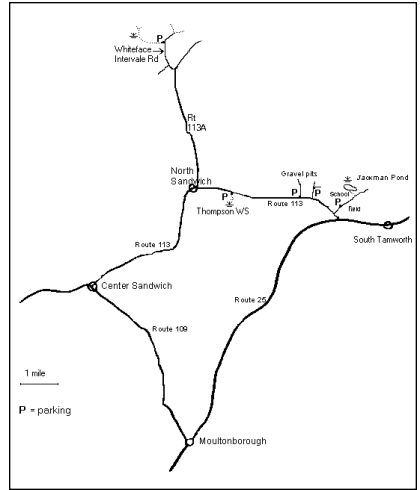 P
Whiteface
Intervale Rd
Rt
113A
North
Sandwich
Gravel pits
Jackman Pond
P
P
P
School
P
field
Route 113
Thompson WS
South Tamworth
Route 113
Center Sandwich
Route 25
Route 109
1 mile
P = parking
Moultonborough